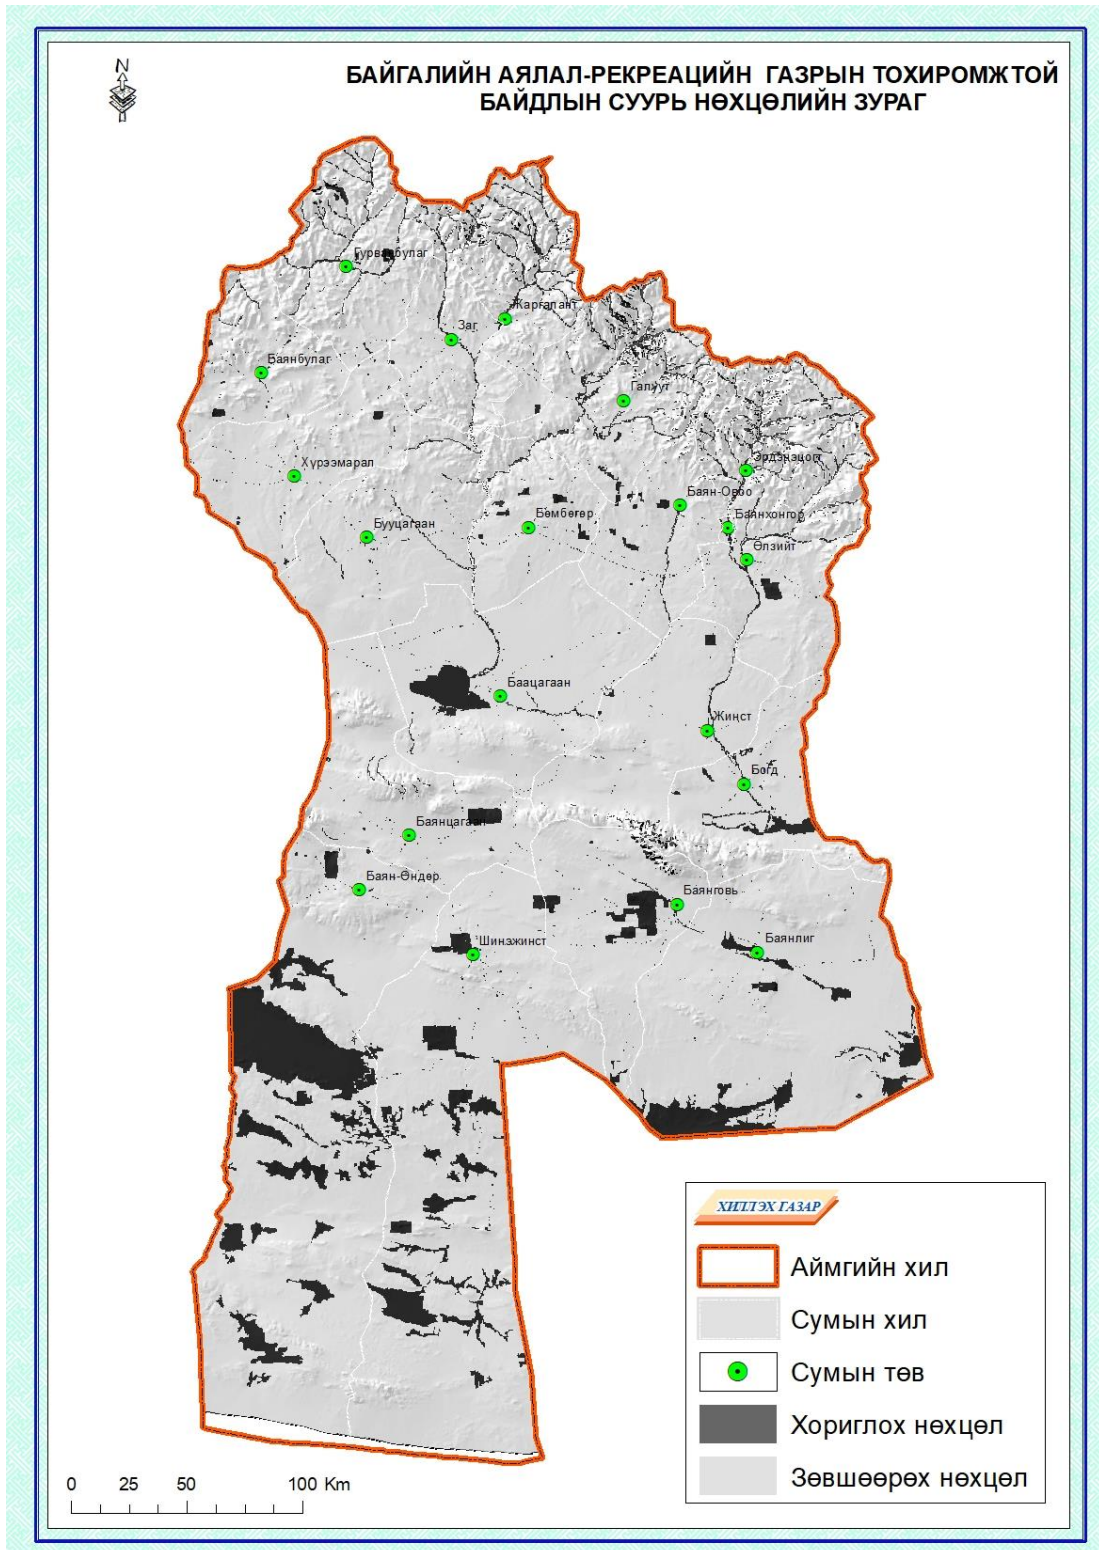 N
БАЙГАЛИЙН АЯЛАЛ-РЕКРЕАЦИЙН ГАЗРЫН ТОХИРОМЖТОЙ
БАЙДЛЫН СУУРЬ НӨХЦӨЛИЙН ЗУРАГ
Гурванбулаг
Жаргалант
Заг
Баянбулаг
Галуут
Эрдэнэцогт
Хүрээмарал
Баян-Овоо
Бууцагаан
Бөмбөгөр
Баянхонгор
Өлзийт
Баацагаан
Жинст
Богд
Баянцагаан
Баян-Өндөр
Баянговь
Шинэжинст
Баянлиг
ХИЛЛЭХ ГАЗАР
Аймгийн хил
Сумын хил
Сумын төв
Хориглох нөхцөл
Зөвшөөрөх нөхцөл
0 25 50 100 Km